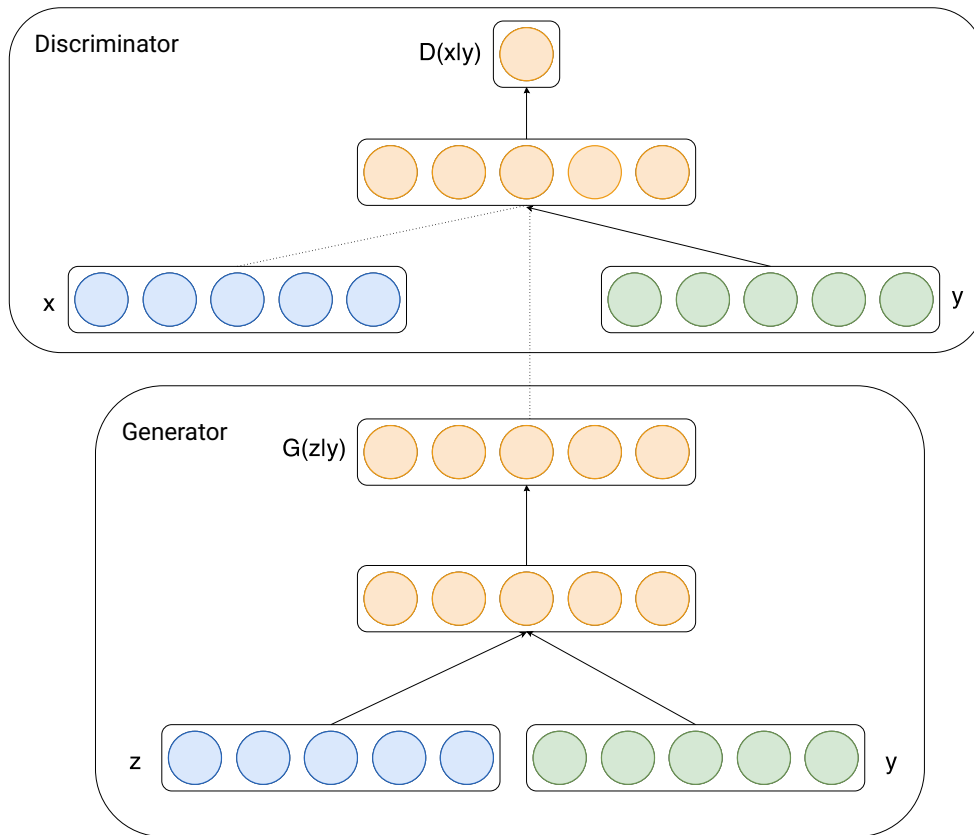 Discriminator
D(x|y)
x
y
Generator
G(z|y)
z
y